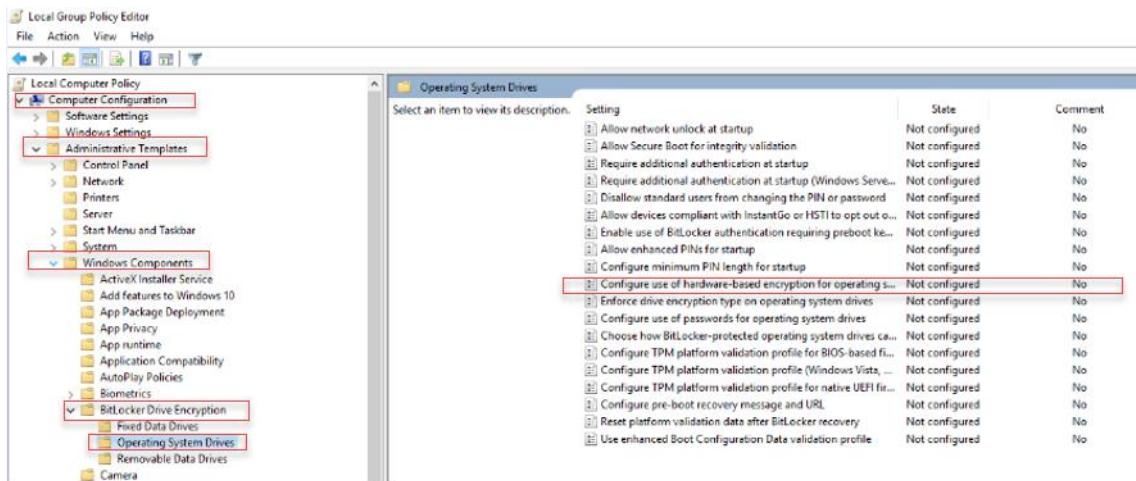 Local Group Policy Editor
File Action View Help
Local Computer Policy
Computer Configuration
Software Settings
Windows Settings
Administrative Templates
Control Panel
Network
Printers
Server
Start Menu and Taskbar
System
Windows Components
ActiveX Installer Service
Add features to Windows 10
App Package Deployment
App Privacy
App runtime
Application Compatibility
AutoPlay Policies
Biometrics
BitLocker Drive Encryption
Fixed Data Drives
Operating System Drives
Removable Data Drives
Camera
Operating System Drives
Select an item to view its description.
Setting State Comment
Allow network unlock at startup Not configured No
Allow Secure Boot for integrity validation Not configured No
Require additional authentication at startup Not configured No
Require additional authentication at startup (Windows Serve... Not configured No
Disallow standard users from changing the PIN or password Not configured No
Allow devices compliant with InstantGo or HSTI to opt out o... Not configured No
Enable use of BitLocker authentication requiring preboot ke... Not configured No
Allow enhanced PINs for startup Not configured No
Configure minimum PIN length for startup Not configured No
Configure use of hardware-based encryption for operating s... Not configured No
Enforce drive encryption type on operating system drives Not configured No
Configure use of passwords for operating system drives Not configured No
Choose how BitLocker-protected operating system drives ca... Not configured No
Configure TPM platform validation profile for BIOS-based fi... Not configured No
Configure TPM platform validation profile (Windows Vista, ... Not configured No
Configure TPM platform validation profile for native UEFI fir... Not configured No
Configure pre-boot recovery message and URL Not configured No
Reset platform validation data after BitLocker recovery Not configured No
Use enhanced Boot Configuration Data validation profile Not configured No